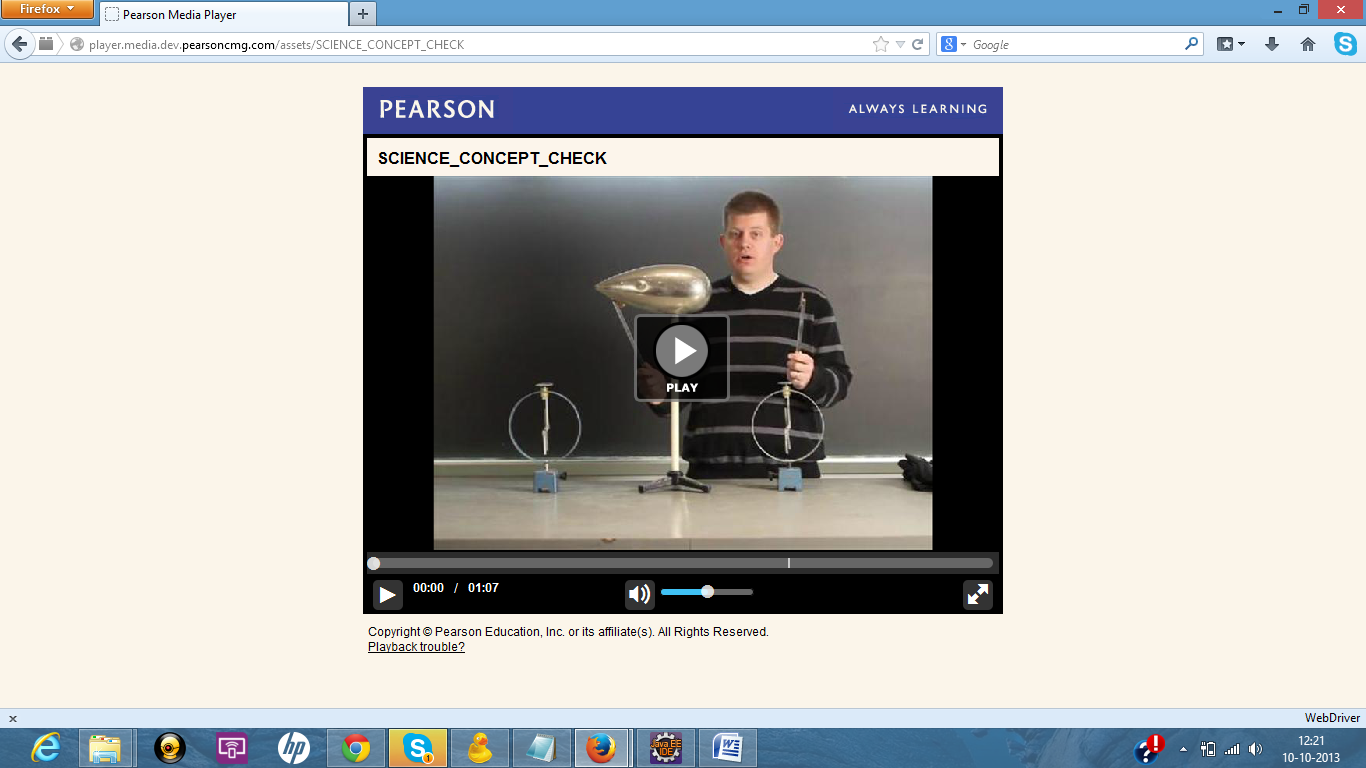 Firefox
Pearson Media Player
player.media.dev.pearsoncmg.com/assets/SCIENCE_CONCEPT_CHECK
Google
PEARSON
ALWAYS LEARNING
SCIENCE_CONCEPT_CHECK
PLAY
00:00 / 01:07
Copyright © Pearson Education, Inc. or its affiliate(s). All Rights Reserved.
Playback trouble?
WebDriver
hp
1
Java EE
IDE
12:21
10-10-2013